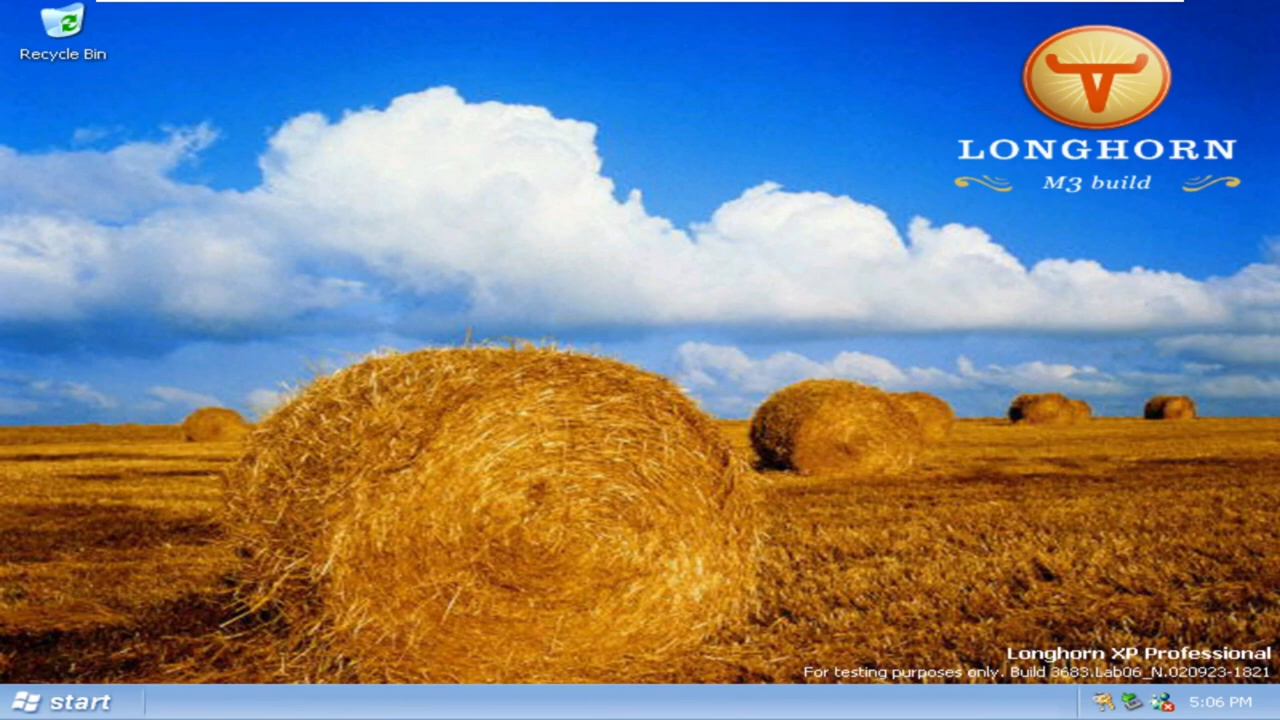 Recycle Bin
LONGHORN
M3 build
Longhorn XP Professional
For testing purposes only. Build 3683.Lab06_N.020923-1821
start
5:06 PM